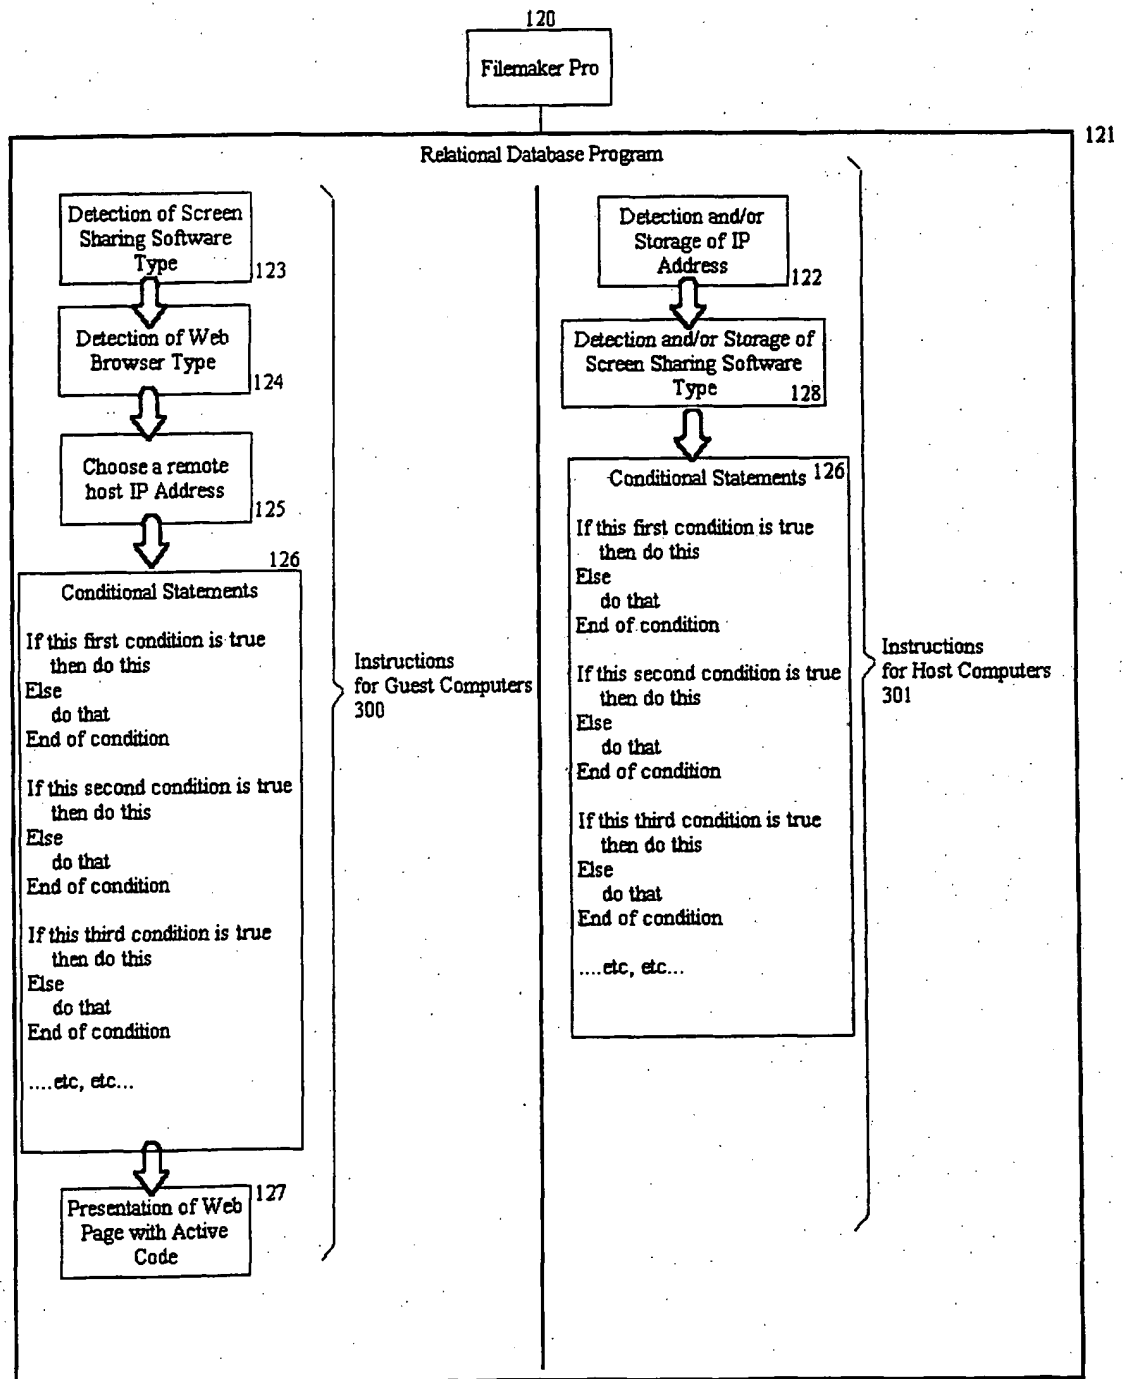 120
Filemaker Pro
121
Relational Database Program
Detection of Screen
Sharing Software
Type
123
Detection of Web
Browser Type
124
Choose a remote
host IP Address
125
126
Conditional Statements
If this first condition is true
then do this
Else
do that
End of condition
If this second condition is true
then do this
Else
do that
End of condition
If this third condition is true
then do this
Else
do that
End of condition
....etc, etc...
127
Presentation of Web
Page with Active
Code
Instructions
for Guest Computers
300
Detection and/or
Storage of IP
Address
122
Detection and/or Storage of
Screen Sharing Software
Type
128
Conditional Statements 126
If this first condition is true
then do this
Else
do that
End of condition
If this second condition is true
then do this
Else
do that
End of condition
If this third condition is true
then do this
Else
do that
End of condition
....etc, etc...
Instructions
for Host Computers
301